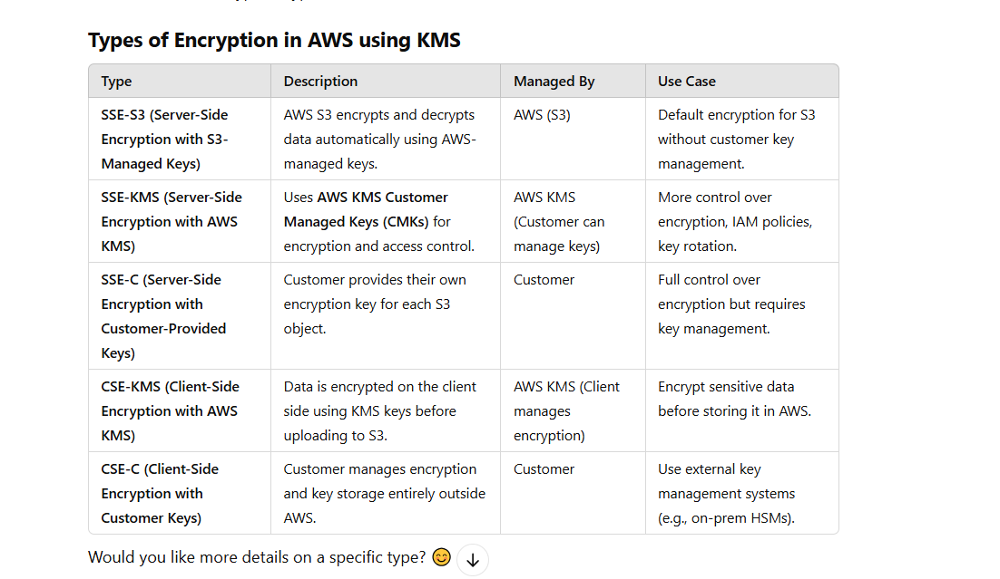 Types of Encryption in AWS using KMS
Type
Description
Managed By
Use Case
SSE-S3 (Server-Side
Encryption with S3-
Managed Keys)
AWS S3 encrypts and decrypts
data automatically using AWS-
managed keys.
AWS (S3)
Default encryption for S3
without customer key
management.
SSE-KMS (Server-Side
Encryption with AWS
KMS)
Uses AWS KMS Customer
Managed Keys (CMKs) for
encryption and access control.
AWS KMS
(Customer can
manage keys)
More control over
encryption, IAM policies,
key rotation.
SSE-C (Server-Side
Encryption with
Customer-Provided
Keys)
Customer provides their own
encryption key for each S3
object.
Customer
Full control over
encryption but requires
key management.
CSE-KMS (Client-Side
Encryption with AWS
KMS)
Data is encrypted on the client
side using KMS keys before
uploading to S3.
AWS KMS (Client
manages
encryption)
Encrypt sensitive data
before storing it in AWS.
CSE-C (Client-Side
Encryption with
Customer Keys)
Customer manages encryption
and key storage entirely outside
AWS.
Customer
Use external key
management systems
(e.g., on-prem HSMs).
Would you like more details on a specific type? 😊